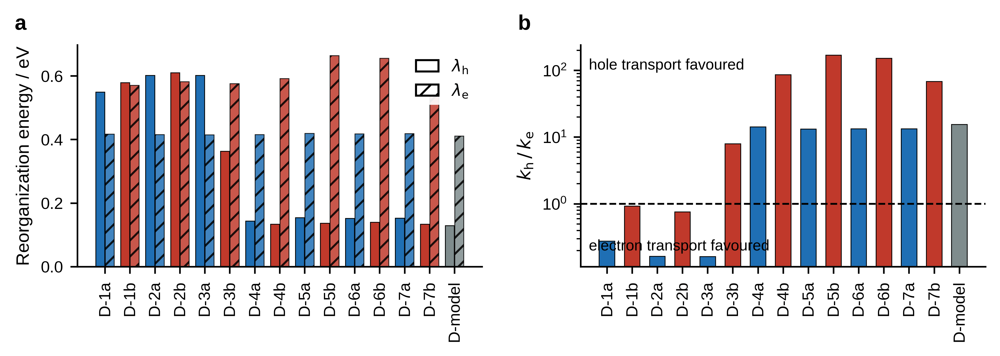 a
Reorganization energy / eV
0.6
0.4
0.2
0.0
λh
λe
D-1a
D-1b
D-2a
D-2b
D-3a
D-3b
D-4a
D-4b
D-5a
D-5b
D-6a
D-6b
D-7a
D-7b
D-model
b
kh / ke
10²
10¹
10⁰
hole transport favoured
electron transport favoured
D-1a
D-1b
D-2a
D-2b
D-3a
D-3b
D-4a
D-4b
D-5a
D-5b
D-6a
D-6b
D-7a
D-7b
D-model